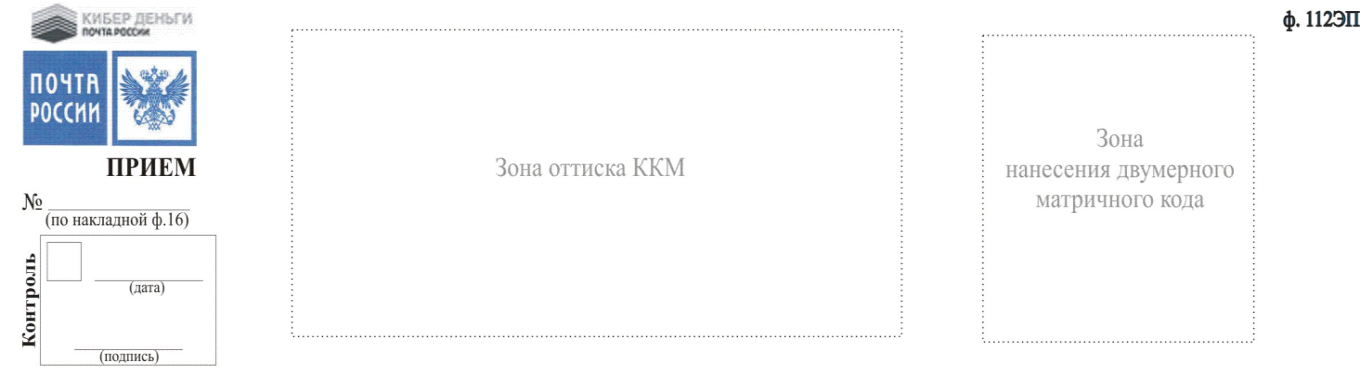 КИБЕР ДЕНЬГИ
ПОЧТА РОССИИ
ПОЧТА
РОССИИ
ПРИЕМ
№
(по накладной ф.16)
Контроль
(дата)
(подпись)
Зона оттиска ККМ
Зона
нанесения двумерного
матричного кода
ф. 112ЭП